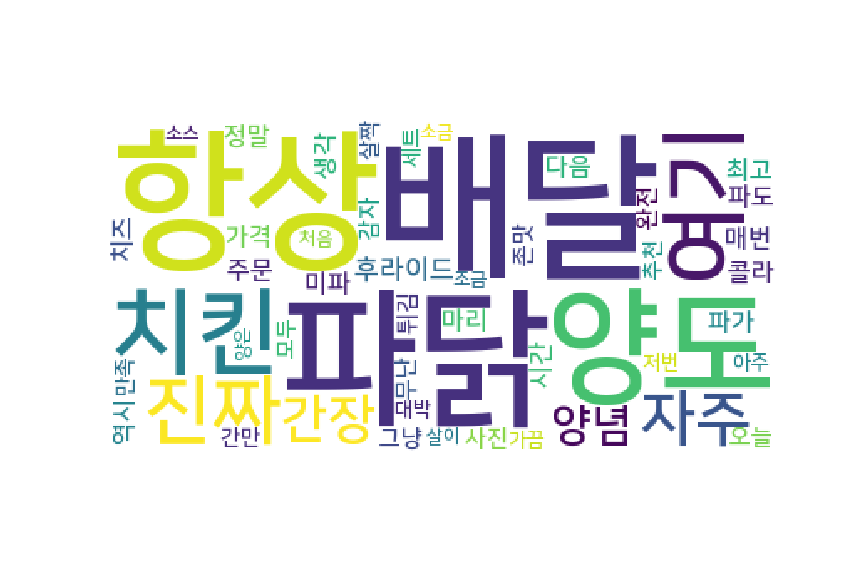 소스 정말 생각 살짝 세트 소금
항상 배달 여기
다음 완전 최고 파도
치즈 가격 처음 감자 존맛 추천 매번
주문 미파 후라이드 조금 콜라
치킨 파닭 양도
양은 모두 튀김 마리 시간 파가
만족 무난 저번 아주
역시 진짜 간장 대박 양념 자주
간만 그냥 살이 사진 가끔 오늘